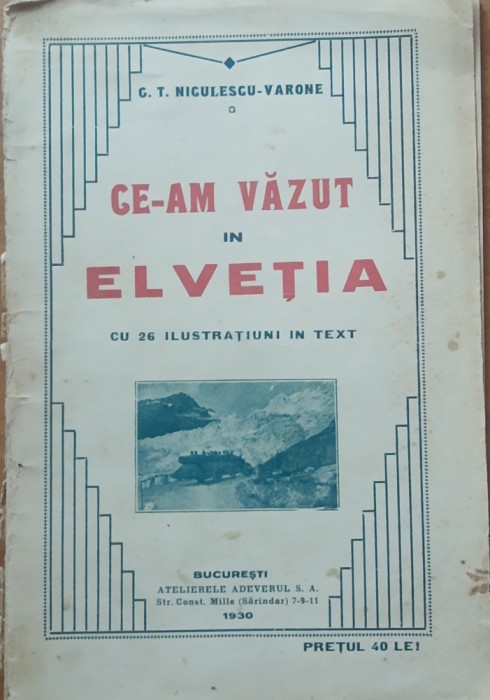 G. T. NICULESCU-VARONE
CE-AM VĂZUT
IN
ELVEȚIA
CU 26 ILUSTRAȚIUNI IN TEXT
BUCUREȘTI
ATELIERELE ADEVERUL S. A.
Str. Const. Mille (Sărindar) 7-9-11
1930
PREȚUL 40 LEI